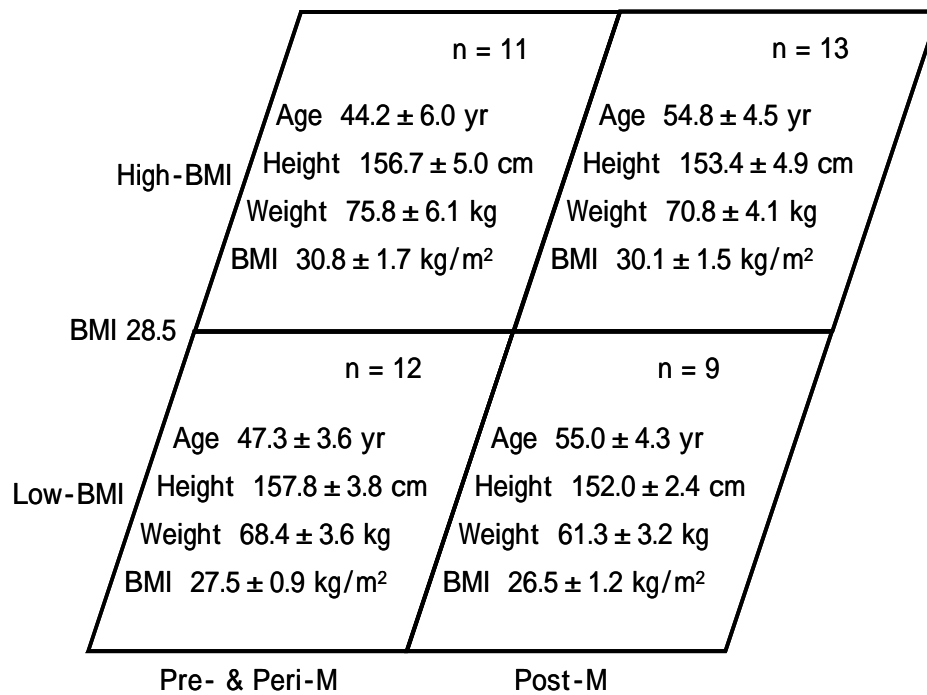 n = 11
Age 44.2 ± 6.0 yr
Height 156.7 ± 5.0 cm
Weight 75.8 ± 6.1 kg
BMI 30.8 ± 1.7 kg/m²
n = 13
Age 54.8 ± 4.5 yr
Height 153.4 ± 4.9 cm
Weight 70.8 ± 4.1 kg
BMI 30.1 ± 1.5 kg/m²
High-BMI
BMI 28.5
n = 12
Age 47.3 ± 3.6 yr
Height 157.8 ± 3.8 cm
Weight 68.4 ± 3.6 kg
BMI 27.5 ± 0.9 kg/m²
n = 9
Age 55.0 ± 4.3 yr
Height 152.0 ± 2.4 cm
Weight 61.3 ± 3.2 kg
BMI 26.5 ± 1.2 kg/m²
Low-BMI
Pre- & Peri-M
Post-M